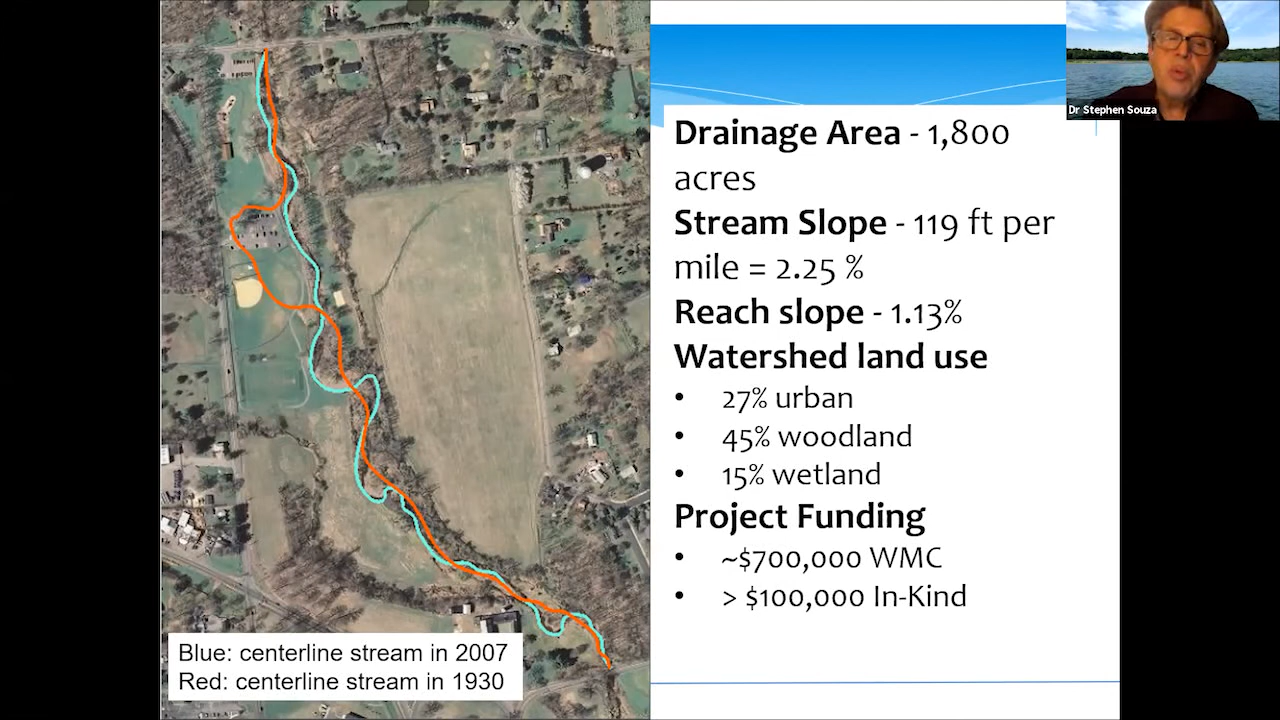 Dr Stephen Souza
Drainage Area - 1,800
acres
Stream Slope - 119 ft per
mile = 2.25 %
Reach slope - 1.13%
Watershed land use
• 27% urban
• 45% woodland
• 15% wetland
Project Funding
• ~$700,000 WMC
• > $100,000 In-Kind
Blue: centerline stream in 2007
Red: centerline stream in 1930